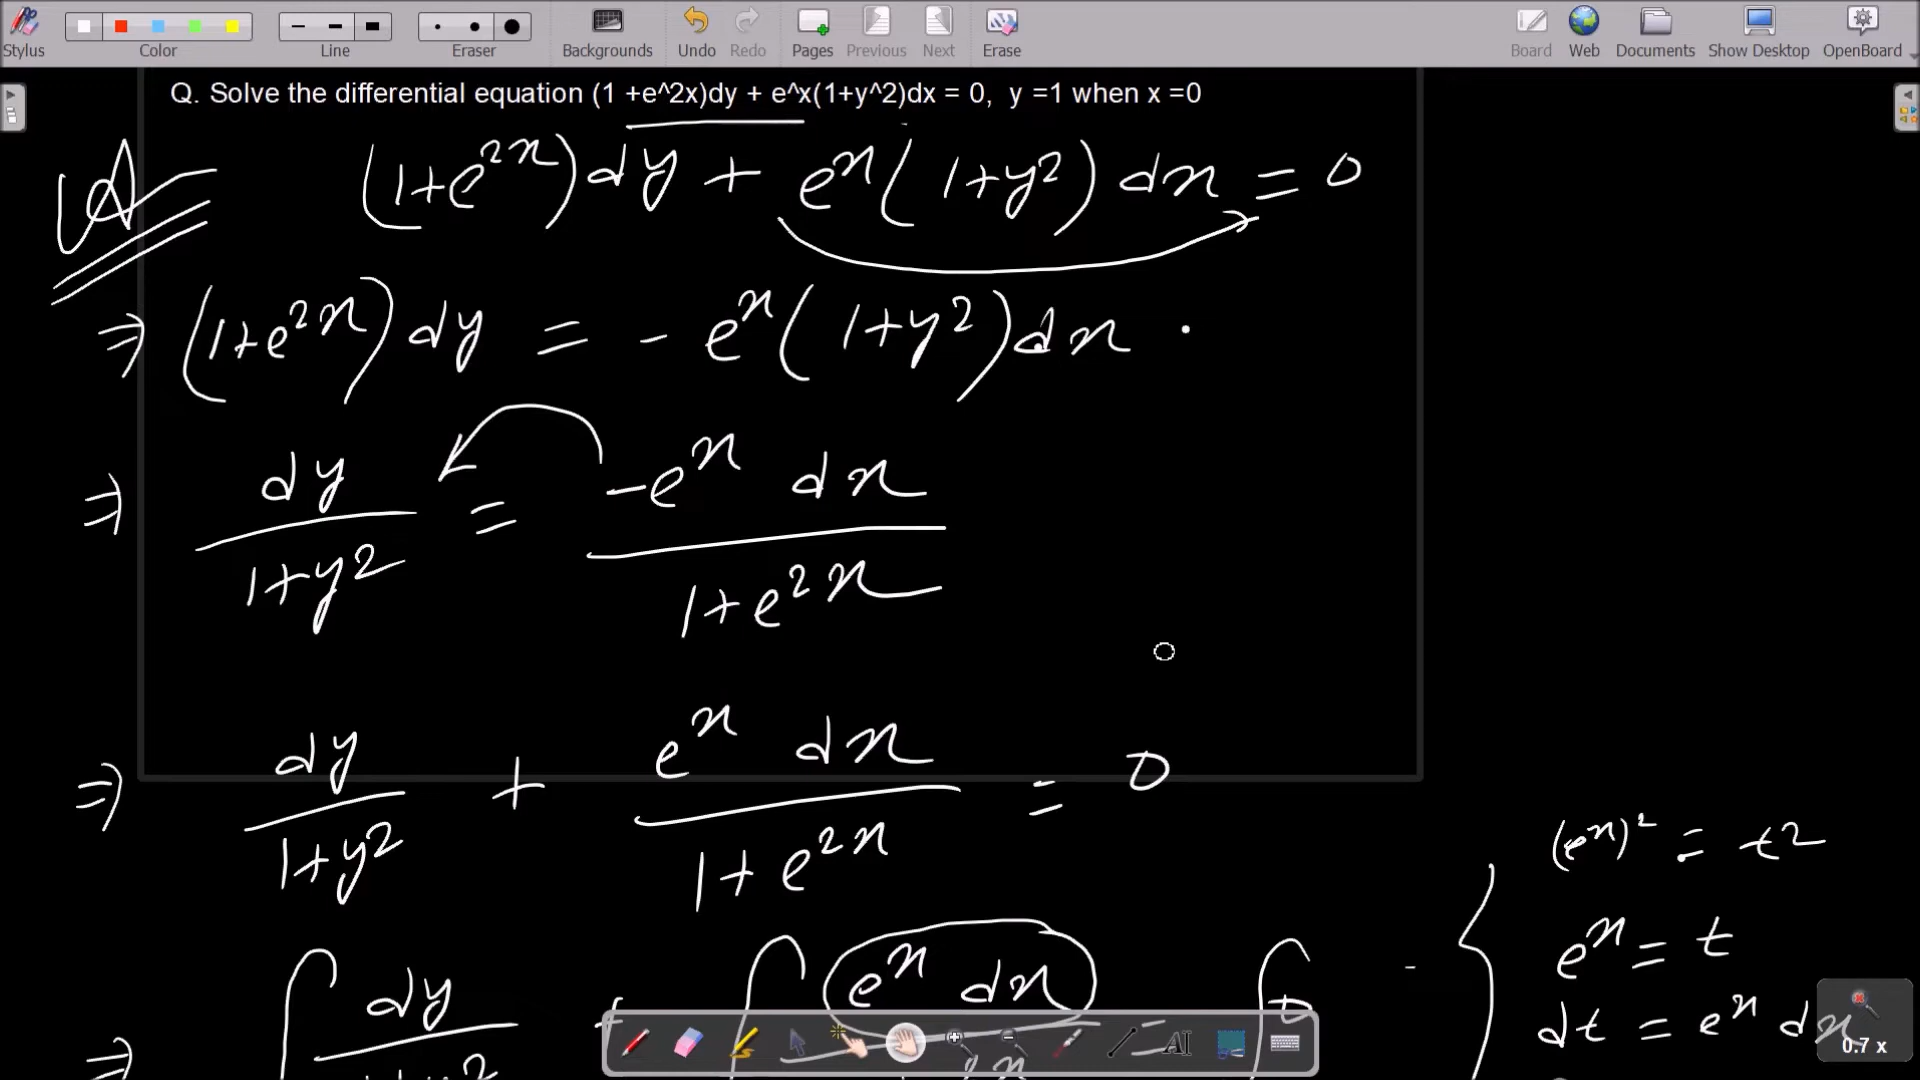 Stylus Color Line Eraser Backgrounds Undo Redo Pages Previous Next Erase Board Web Documents Show Desktop OpenBoard
Q. Solve the differential equation (1 +e^2x)dy + e^x(1+y^2)dx = 0, y =1 when x =0
(1+e^2x)dy + e^x(1+y^2)dx = 0
⇒ (1+e^2x)dy = -e^x(1+y^2)dx .
⇒ dy/(1+y^2) = -e^x dx/(1+e^2x)
⇒ dy/(1+y^2) + e^x dx/(1+e^2x) = 0
(e^x)^2 = t^2
e^x = t
⇒ ∫ dy + ∫ e^x dx ∫ 0
dt = e^x dx
0.7 x